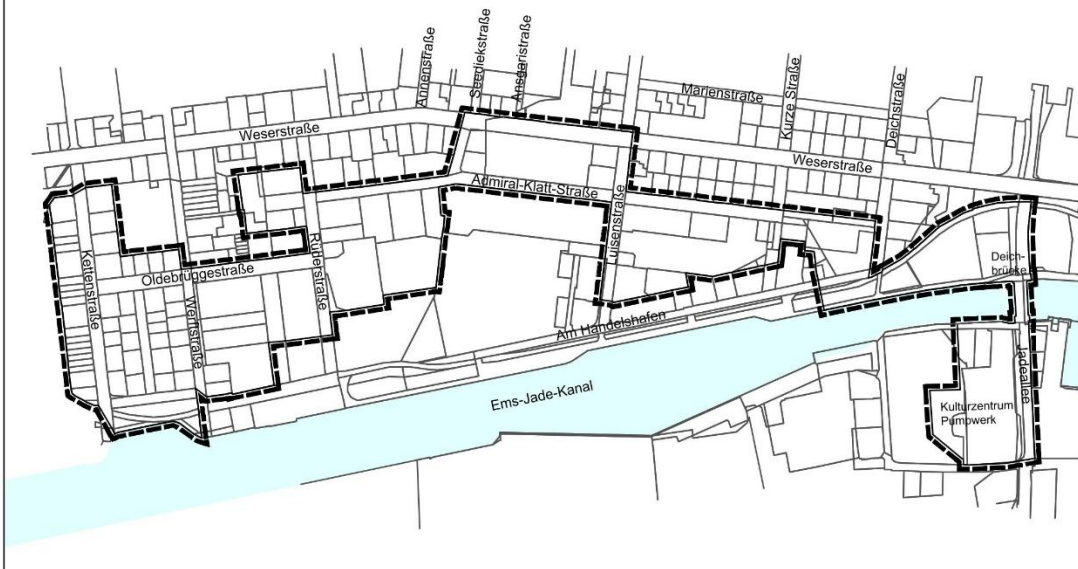 Annenstraße
Seediekstraße
Ansgaristraße
Marienstraße
Kurze Straße
Deichstraße
Weserstraße
Weserstraße
Admiral-Klatt-Straße
Luisenstraße
Kettenstraße
Oldebrüggestraße
Werftstraße
Ruderstraße
Deich-
brücke
Am Handelshafen
Ems-Jade-Kanal
Jadeallee
Kulturzentrum
Pumpwerk